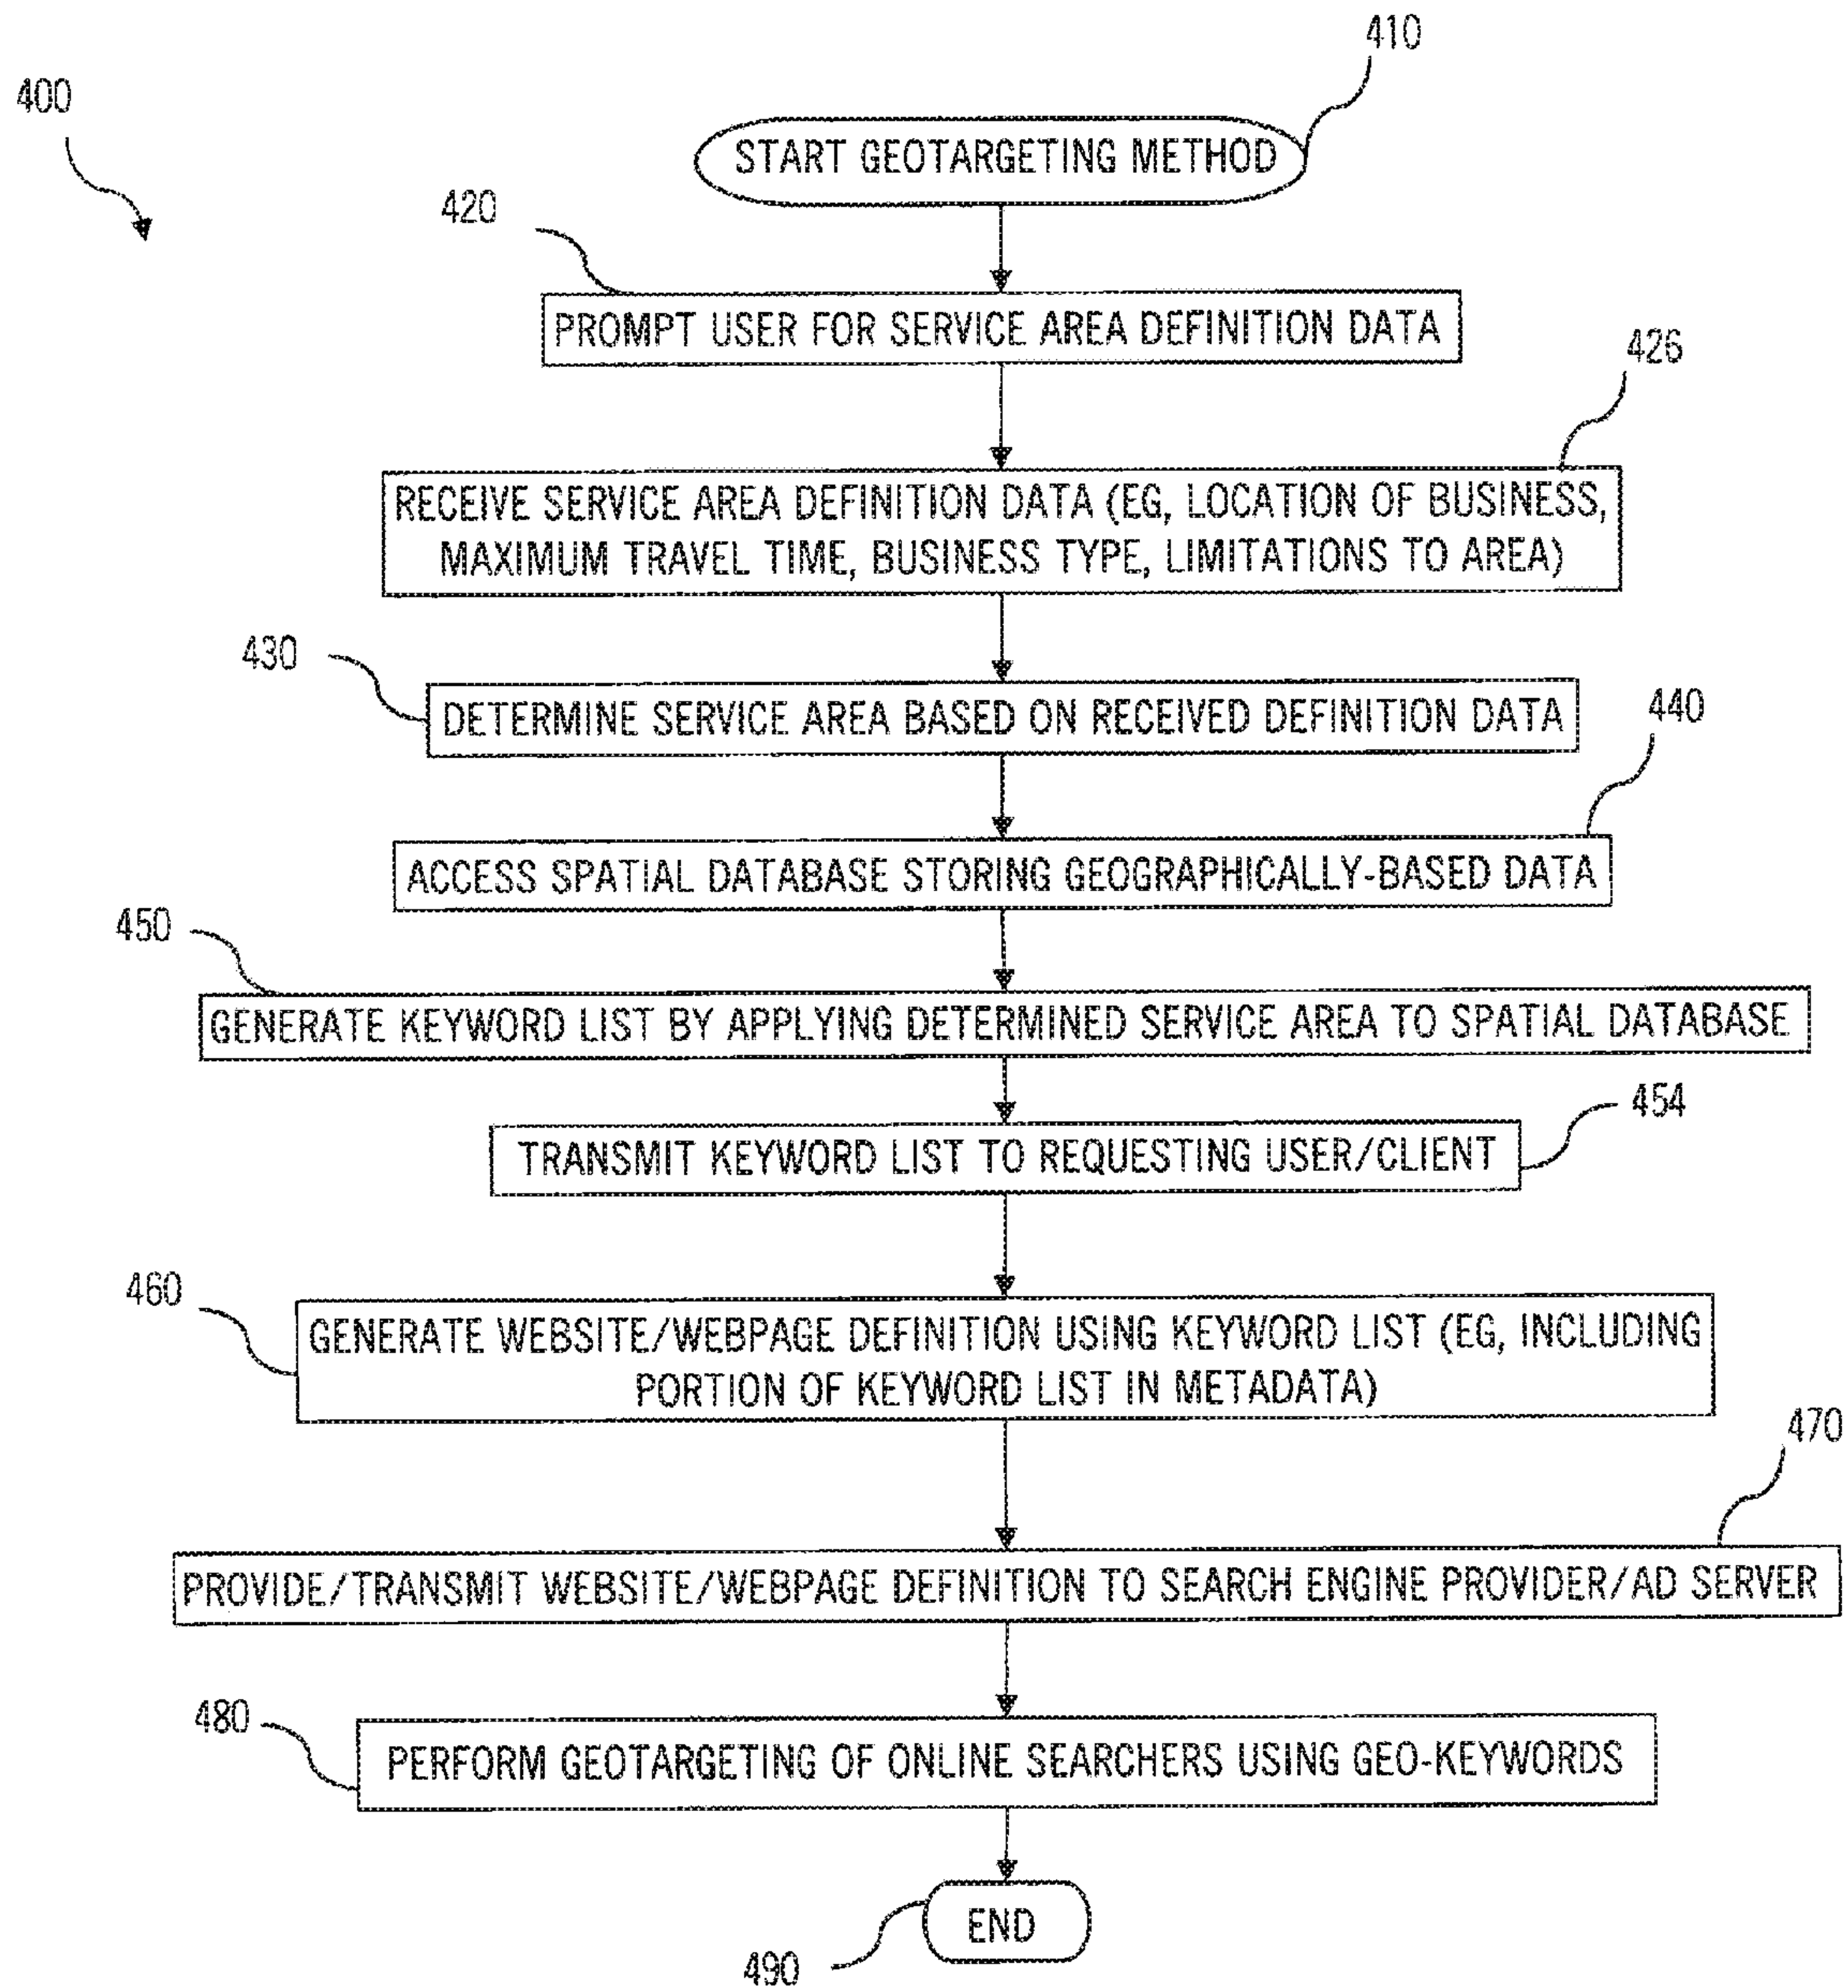 410
400
START GEOTARGETING METHOD
420
PROMPT USER FOR SERVICE AREA DEFINITION DATA
426
RECEIVE SERVICE AREA DEFINITION DATA (EG, LOCATION OF BUSINESS,
MAXIMUM TRAVEL TIME, BUSINESS TYPE, LIMITATIONS TO AREA)
430
DETERMINE SERVICE AREA BASED ON RECEIVED DEFINITION DATA
440
ACCESS SPATIAL DATABASE STORING GEOGRAPHICALLY-BASED DATA
450
GENERATE KEYWORD LIST BY APPLYING DETERMINED SERVICE AREA TO SPATIAL DATABASE
454
TRANSMIT KEYWORD LIST TO REQUESTING USER/CLIENT
460
GENERATE WEBSITE/WEBPAGE DEFINITION USING KEYWORD LIST (EG, INCLUDING
PORTION OF KEYWORD LIST IN METADATA)
470
PROVIDE/TRANSMIT WEBSITE/WEBPAGE DEFINITION TO SEARCH ENGINE PROVIDER/AD SERVER
480
PERFORM GEOTARGETING OF ONLINE SEARCHERS USING GEO-KEYWORDS
END
490